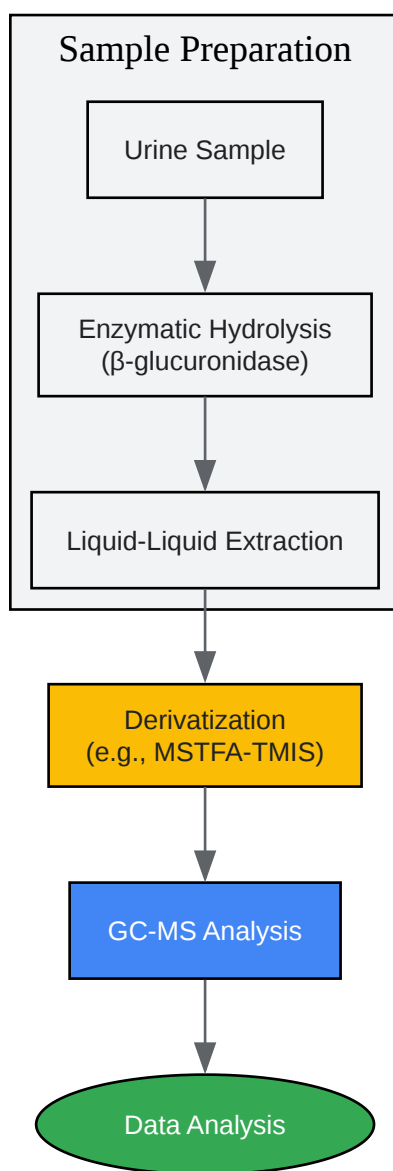 Sample Preparation
Urine Sample
Enzymatic Hydrolysis
(β-glucuronidase)
Liquid-Liquid Extraction
Derivatization
(e.g., MSTFA-TMIS)
GC-MS Analysis
Data Analysis